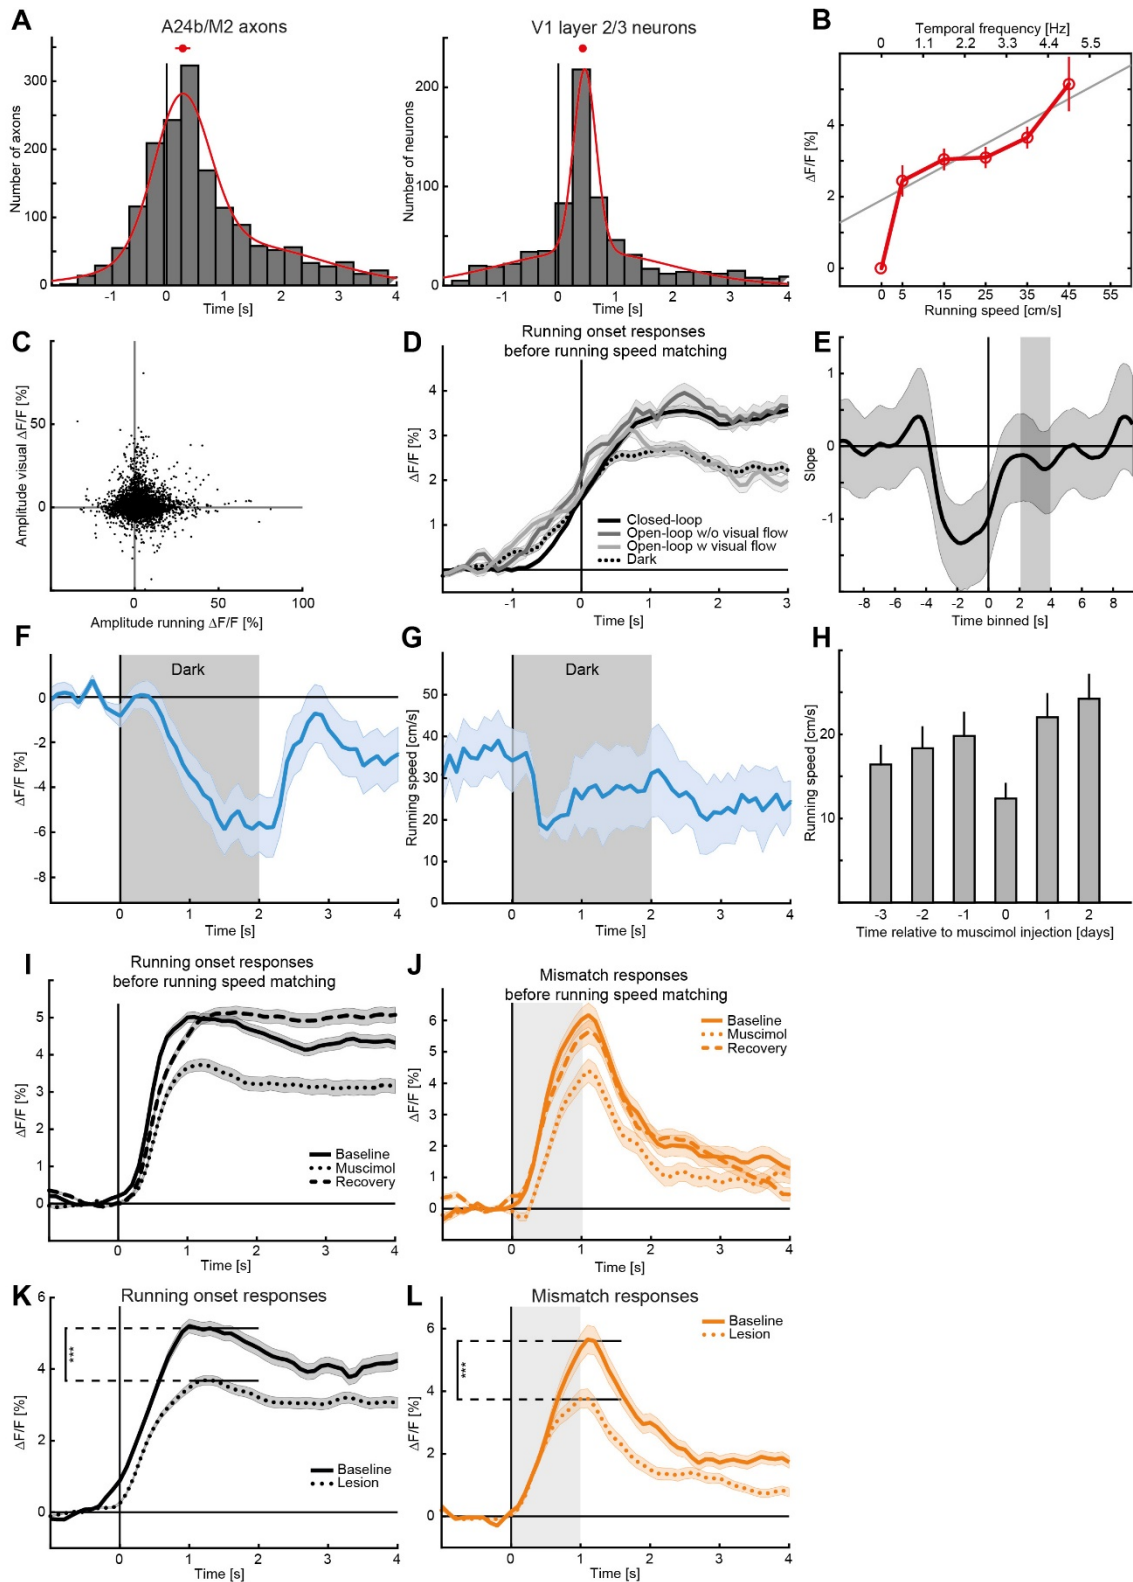 A
A24b/M2 axons
Number of axons
300
200
100
0
-1
0
1
2
3
4
Time [s]
V1 layer 2/3 neurons
Number of neurons
200
100
0
-1
0
1
2
3
4
Time [s]
B
Temporal frequency [Hz]
0
1.1
2.2
3.3
4.4
5.5
ΔF/F [%]
4
2
0
0
5
15
25
35
45
55
Running speed [cm/s]
C
Amplitude visual ΔF/F [%]
50
0
0
50
100
Amplitude running ΔF/F [%]
D
Running onset responses
before running speed matching
ΔF/F [%]
4
3
2
1
Closed-loop
Open-loop w/o visual flow
Open-loop w visual flow
Dark
-1
0
1
2
3
Time [s]
E
Slope
1
0
-1
-8
-6
-4
-2
0
2
4
6
8
Time binned [s]
F
Dark
ΔF/F [%]
0
-2
-4
-6
-8
0
1
2
3
4
Time [s]
G
Dark
Running speed [cm/s]
50
40
30
20
10
0
0
1
2
3
4
Time [s]
H
Running speed [cm/s]
20
10
-3
-2
-1
0
1
2
Time relative to muscimol injection [days]
I
Running onset responses
before running speed matching
ΔF/F [%]
5
4
3
2
1
0
Baseline
Muscimol
Recovery
0
1
2
3
4
Time [s]
J
Mismatch responses
before running speed matching
ΔF/F [%]
6
5
4
3
2
1
0
Baseline
Muscimol
Recovery
0
1
2
3
4
Time [s]
K
Running onset responses
ΔF/F [%]
6
4
2
0
***
Baseline
Lesion
0
1
2
3
4
Time [s]
L
Mismatch responses
ΔF/F [%]
6
4
2
0
***
Baseline
Lesion
0
1
2
3
4
Time [s]